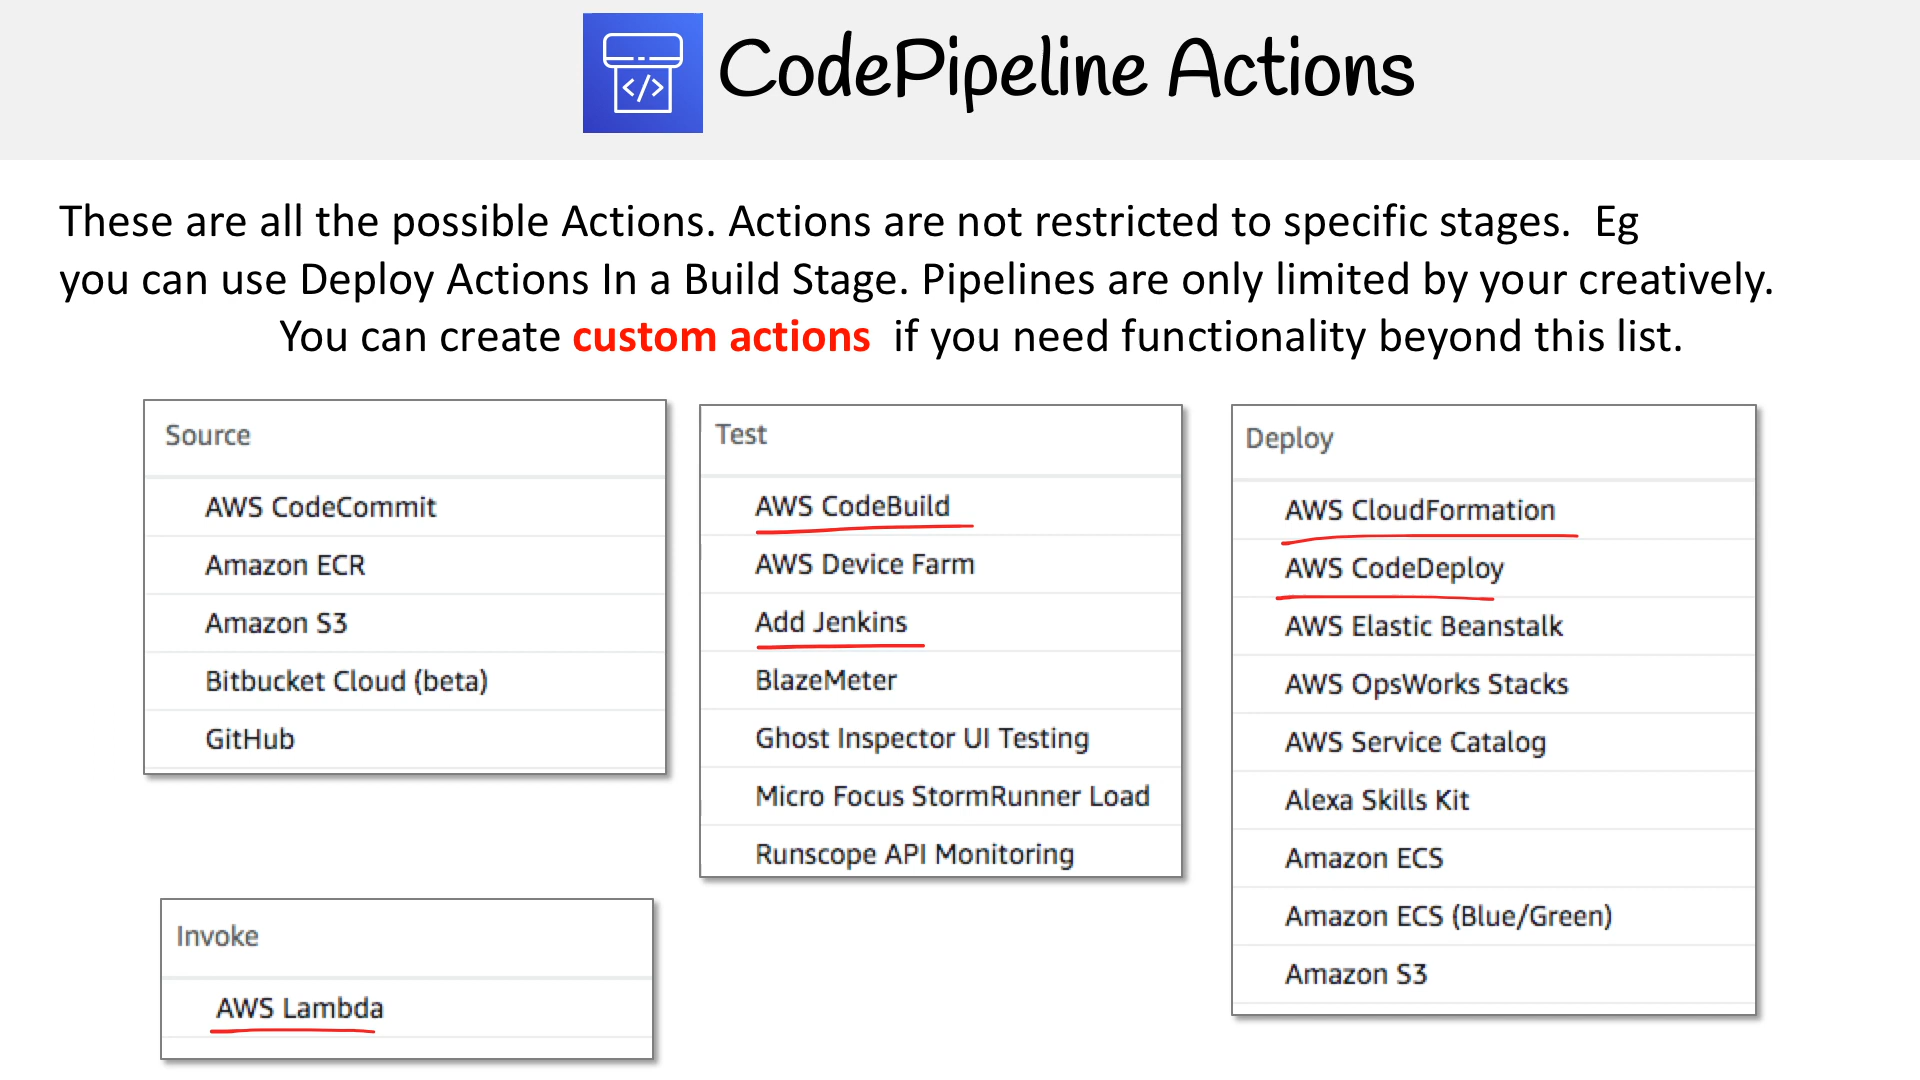 CodePipeline Actions
These are all the possible Actions. Actions are not restricted to specific stages. Eg
you can use Deploy Actions In a Build Stage. Pipelines are only limited by your creatively.
You can create custom actions if you need functionality beyond this list.
Source
AWS CodeCommit
Amazon ECR
Amazon S3
Bitbucket Cloud (beta)
GitHub
Invoke
AWS Lambda
Test
AWS CodeBuild
AWS Device Farm
Add Jenkins
BlazeMeter
Ghost Inspector UI Testing
Micro Focus StormRunner Load
Runscope API Monitoring
Deploy
AWS CloudFormation
AWS CodeDeploy
AWS Elastic Beanstalk
AWS OpsWorks Stacks
AWS Service Catalog
Alexa Skills Kit
Amazon ECS
Amazon ECS (Blue/Green)
Amazon S3